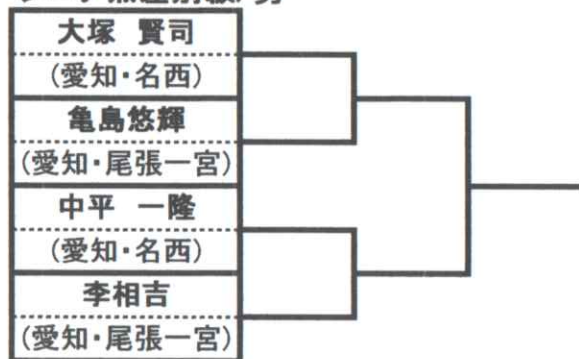 大塚 賢司
(愛知・名西)
亀島悠輝
(愛知・尾張一宮)
中平 一隆
(愛知・名西)
李相吉
(愛知・尾張一宮)